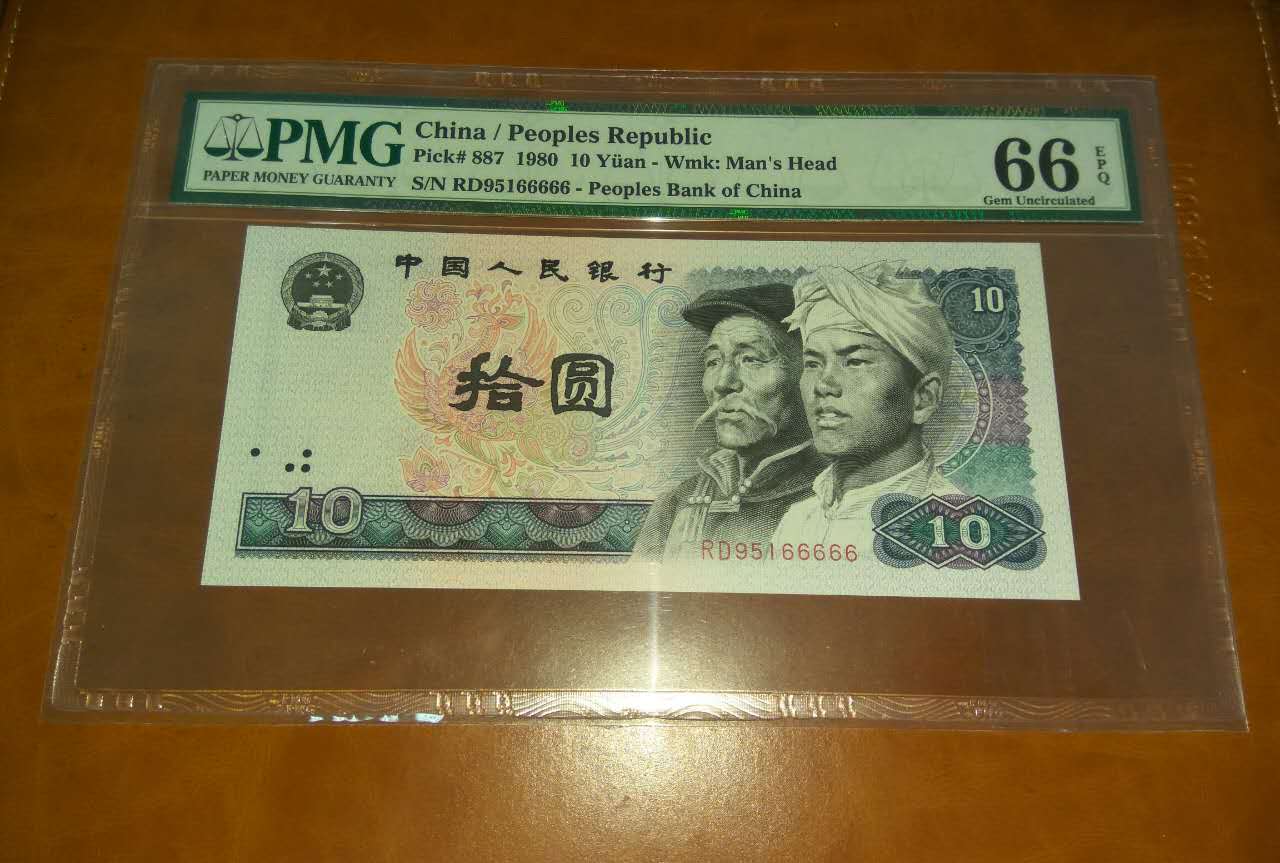 PMG
PAPER MONEY GUARANTY
China / Peoples Republic
Pick# 887 1980 10 Yüan - Wmk: Man's Head
S/N RD95166666 - Peoples Bank of China
66
EPQ
Gem Uncirculated
中国人民银行
10
拾圆
10
RD95166666
10